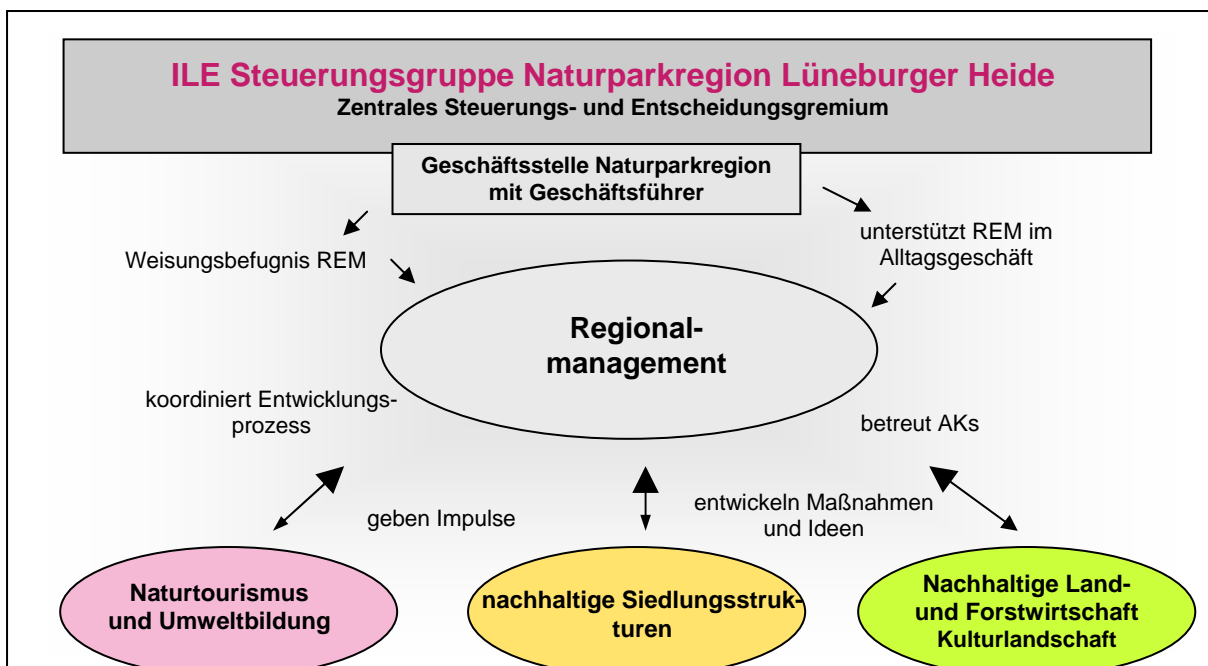 ILE Steuerungsgruppe Naturparkregion Lüneburger Heide
Zentrales Steuerungs- und Entscheidungsgremium
Geschäftsstelle Naturparkregion
mit Geschäftsführer
Weisungsbefugnis REM
unterstützt REM im
Alltagsgeschäft
Regional-
management
koordiniert Entwicklungs-
prozess
betreut AKs
geben Impulse
entwickeln Maßnahmen
und Ideen
Naturtourismus
und Umweltbildung
nachhaltige Siedlungsstruk-
turen
Nachhaltige Land-
und Forstwirtschaft
Kulturlandschaft